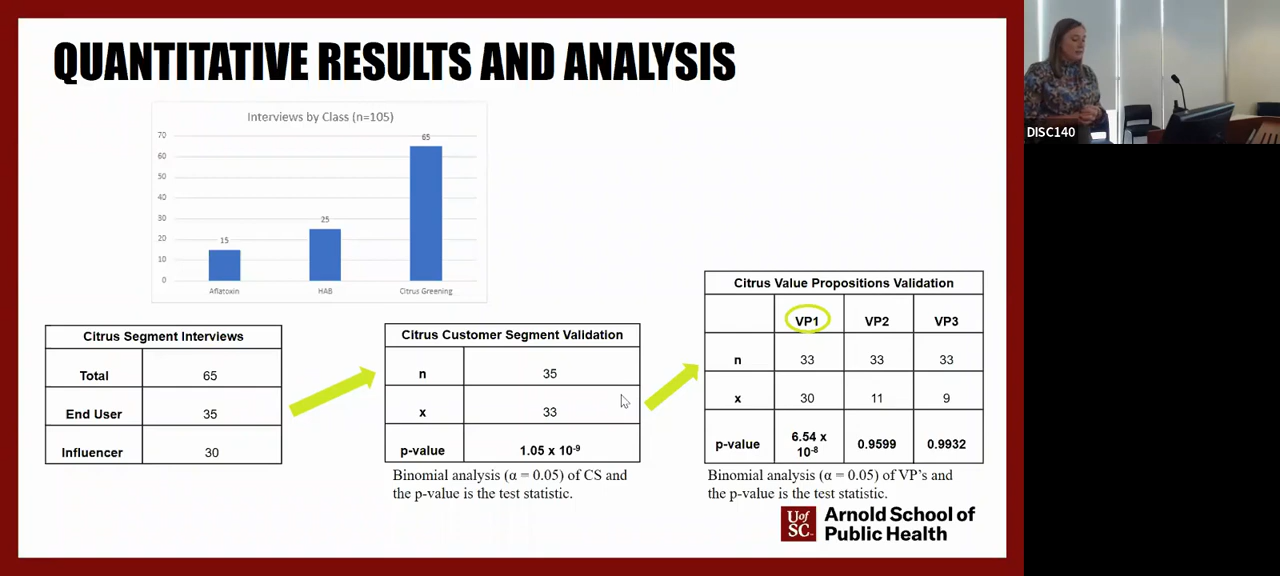 QUANTITATIVE RESULTS AND ANALYSIS
DISC140
Interviews by Class (n=105)
70
60
50
40
30
20
10
0
15
25
65
Aflatoxin HAB Citrus Greening
Citrus Segment Interviews
Total 65
End User 35
Influencer 30
Citrus Customer Segment Validation
n 35
x 33
p-value 1.05 x 10⁻⁹
Binomial analysis (α = 0.05) of CS and
the p-value is the test statistic.
Citrus Value Propositions Validation
VP1 VP2 VP3
n 33 33 33
x 30 11 9
p-value 6.54 x 10⁻⁸ 0.9599 0.9932
Binomial analysis (α = 0.05) of VP's and
the p-value is the test statistic.
U of SC
Arnold School of
Public Health